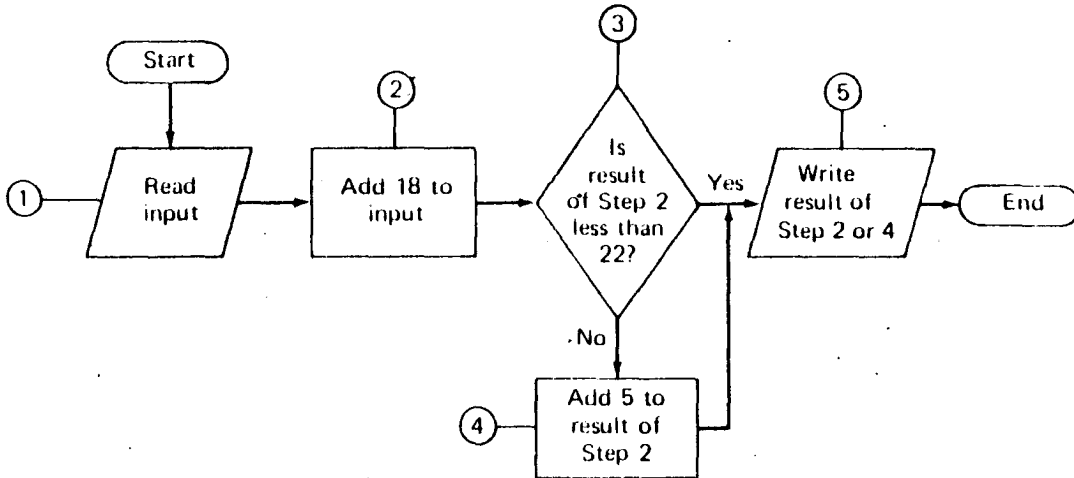 Start
1
Read
input
2
Add 18 to
input
3
Is
result
of Step 2
less than
22?
Yes
No
4
Add 5 to
result of
Step 2
5
Write
result of
Step 2 or 4
End